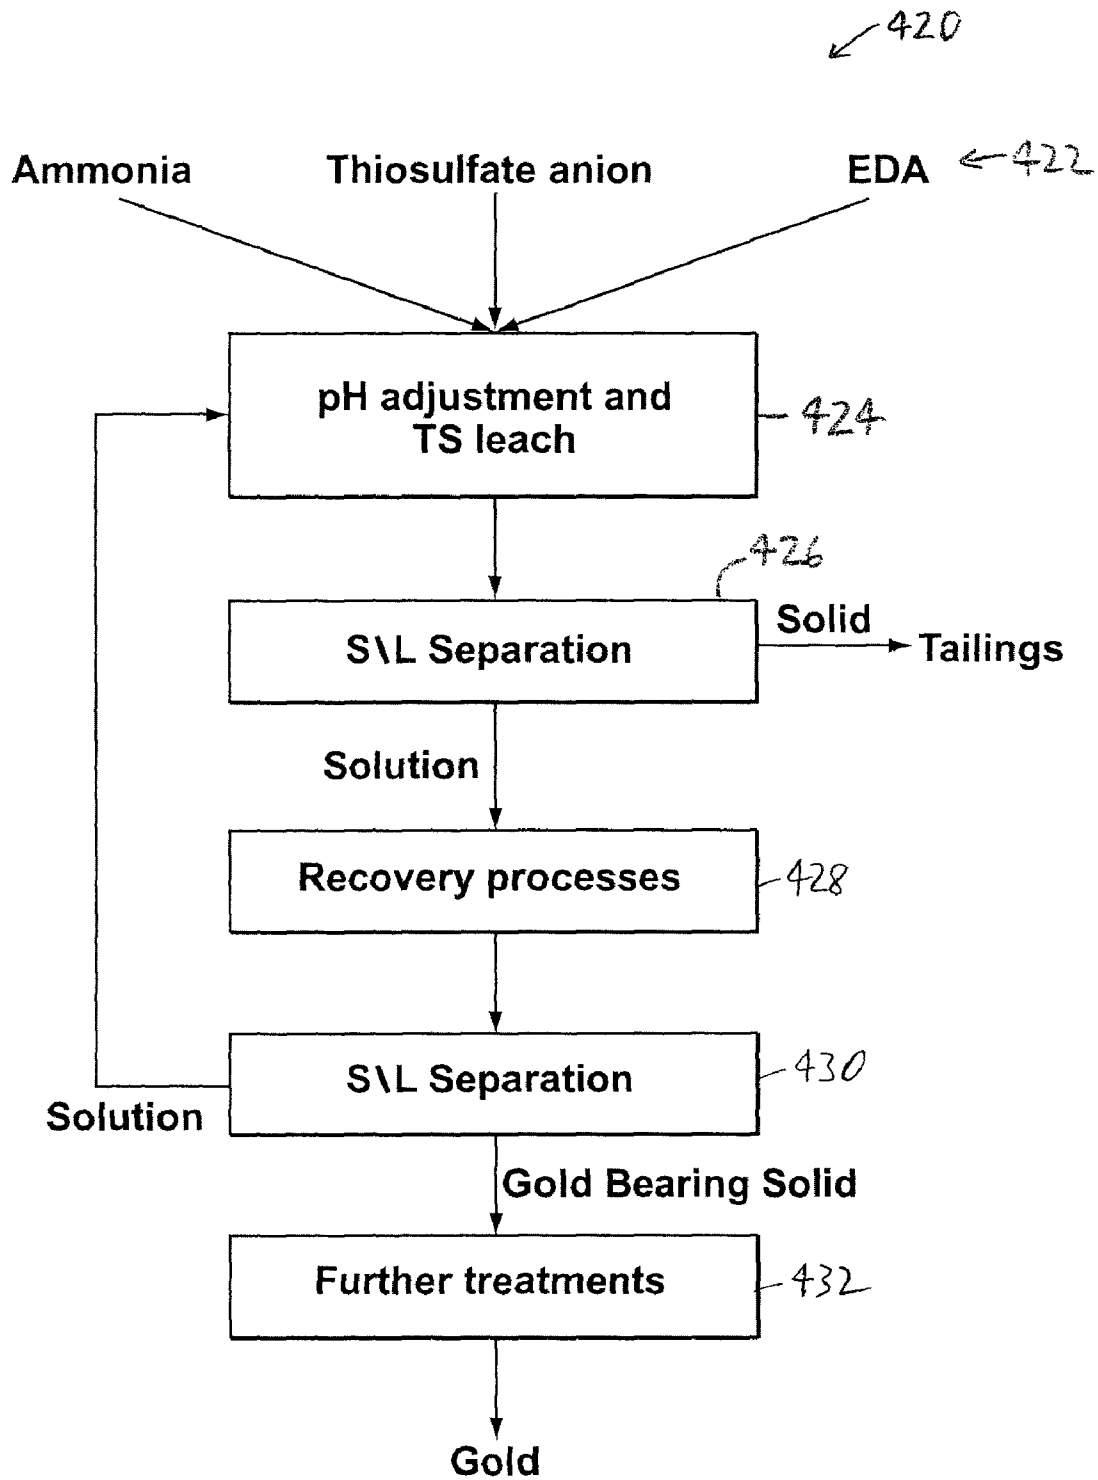 420
Ammonia
Thiosulfate anion
EDA
422
pH adjustment and
TS leach
424
426
S\L Separation
Solid
Tailings
Solution
Recovery processes
428
S\L Separation
430
Solution
Gold Bearing Solid
Further treatments
432
Gold